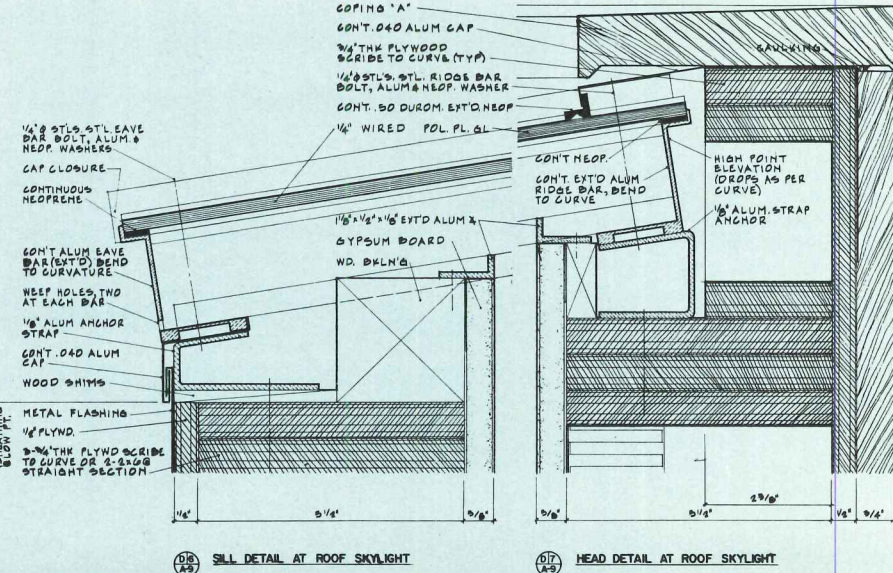 COPING "A"
CON'T .040 ALUM CAP
3/4" THK PLYWOOD
SCRIBE TO CURVE (TYP)
1/4"ϕ STL'S. STL. RIDGE BAR
BOLT, ALUM & NEOP. WASHER
CONT. .50 DUROM. EXT'D. NEOP
1/4" WIRED POL. PL. GL
CAULKING
1/4"ϕ STL'S. ST'L. EAVE
BAR BOLT, ALUM. &
NEOP. WASHERS
CAP CLOSURE
CONTINUOUS
NEOPRENE
CON'T ALUM EAVE
BAR (EXT'D) BEND
TO CURVATURE
WEEP HOLES, TWO
AT EACH BAR
1/8" ALUM ANCHOR
STRAP
CON'T .040 ALUM
CAP
WOOD SHIMS
METAL FLASHING
1/2" PLYWD.
3-3/4" THK PLYWD SCRIBE
TO CURVE OR 2-2x6@
STRAIGHT SECTION
LOW PT.
1 1/8" x 1/2" x 1/8" EXT'D ALUM ∠
GYPSUM BOARD
WD. BKLN'G
CON'T NEOP.
CON'T. EXT'D ALUM
RIDGE BAR, BEND
TO CURVE
HIGH POINT
ELEVATION
(DROPS AS PER
CURVE)
1/8" ALUM. STRAP
ANCHOR
1/2"
5 1/2"
5/8"
5/8"
5 1/2"
2 3/8"
1/2"
3/4"
D6
A-9
SILL DETAIL AT ROOF SKYLIGHT
D7
A-9
HEAD DETAIL AT ROOF SKYLIGHT